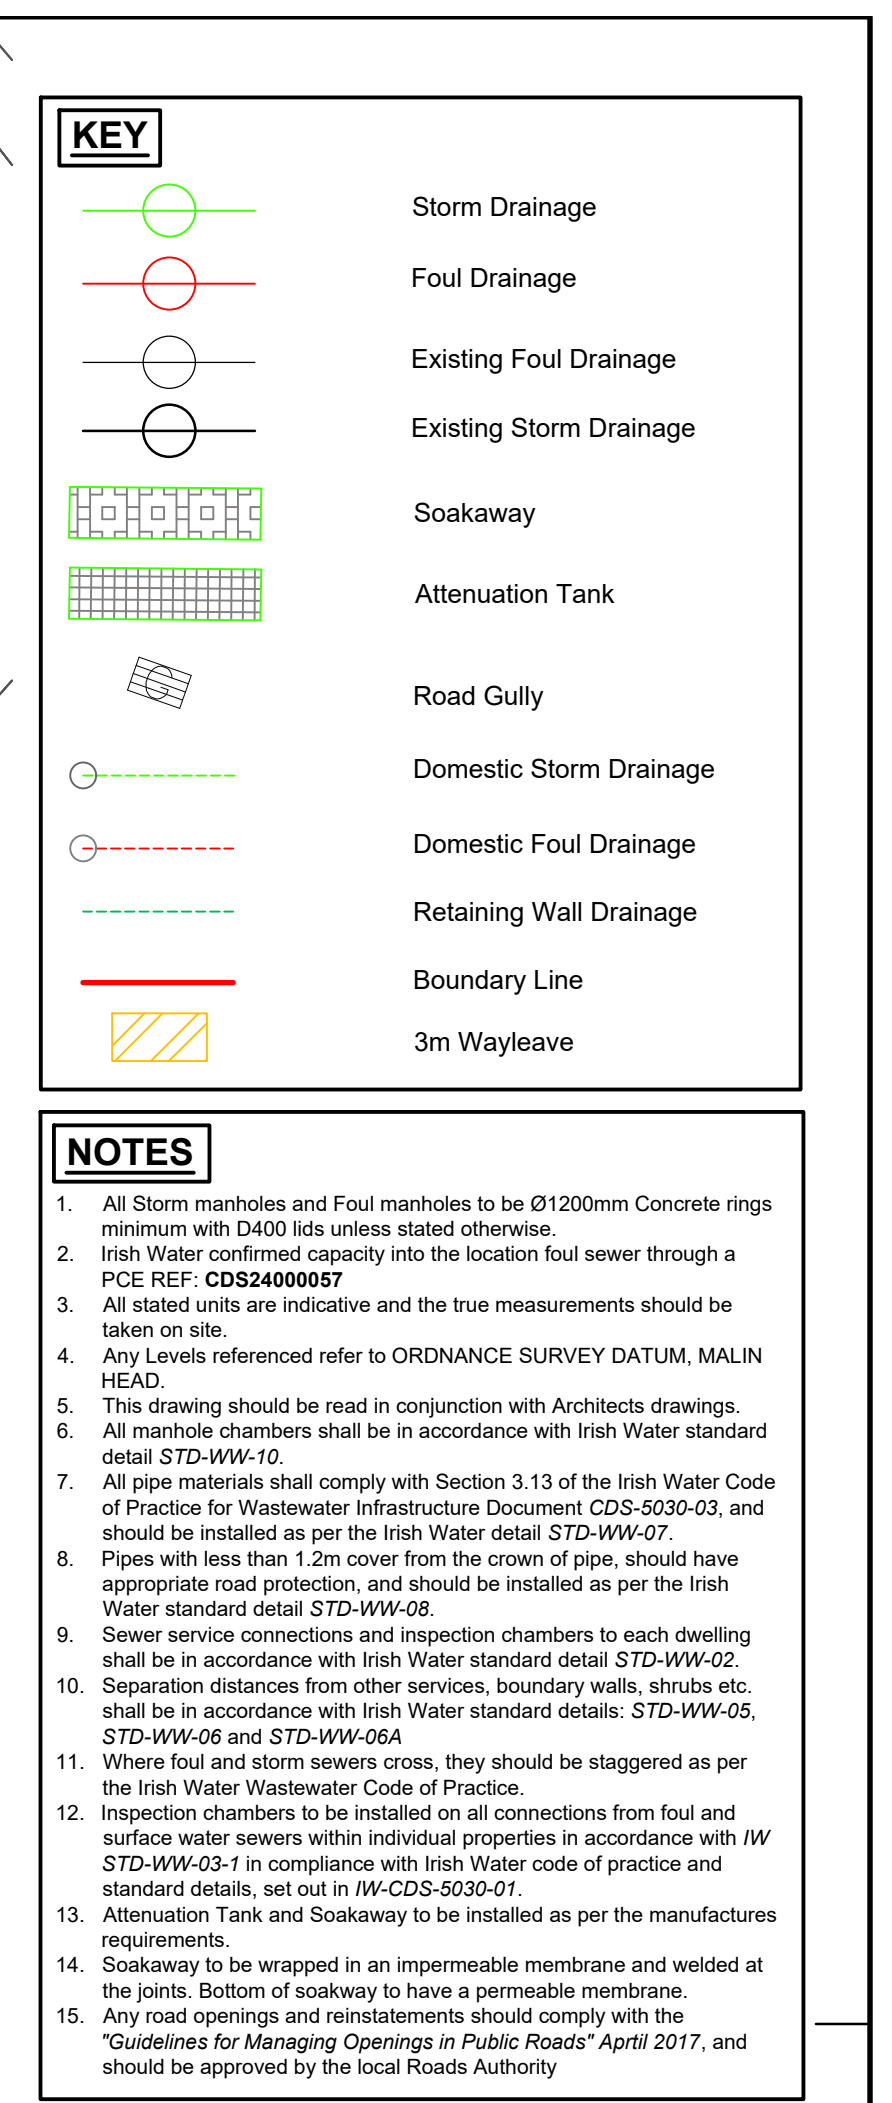 KEY
Storm Drainage
Foul Drainage
Existing Foul Drainage
Existing Storm Drainage
Soakaway
Attenuation Tank
G
Road Gully
Domestic Storm Drainage
Domestic Foul Drainage
Retaining Wall Drainage
Boundary Line
3m Wayleave
NOTES
1. All Storm manholes and Foul manholes to be Ø1200mm Concrete rings
minimum with D400 lids unless stated otherwise.
2. Irish Water confirmed capacity into the location foul sewer through a
PCE REF: CDS24000057
3. All stated units are indicative and the true measurements should be
taken on site.
4. Any Levels referenced refer to ORDNANCE SURVEY DATUM, MALIN
HEAD.
5. This drawing should be read in conjunction with Architects drawings.
6. All manhole chambers shall be in accordance with Irish Water standard
detail STD-WW-10.
7. All pipe materials shall comply with Section 3.13 of the Irish Water Code
of Practice for Wastewater Infrastructure Document CDS-5030-03, and
should be installed as per the Irish Water detail STD-WW-07.
8. Pipes with less than 1.2m cover from the crown of pipe, should have
appropriate road protection, and should be installed as per the Irish
Water standard detail STD-WW-08.
9. Sewer service connections and inspection chambers to each dwelling
shall be in accordance with Irish Water standard detail STD-WW-02.
10. Separation distances from other services, boundary walls, shrubs etc.
shall be in accordance with Irish Water standard details: STD-WW-05,
STD-WW-06 and STD-WW-06A
11. Where foul and storm sewers cross, they should be staggered as per
the Irish Water Wastewater Code of Practice.
12. Inspection chambers to be installed on all connections from foul and
surface water sewers within individual properties in accordance with IW
STD-WW-03-1 in compliance with Irish Water code of practice and
standard details, set out in IW-CDS-5030-01.
13. Attenuation Tank and Soakaway to be installed as per the manufactures
requirements.
14. Soakaway to be wrapped in an impermeable membrane and welded at
the joints. Bottom of soakway to have a permeable membrane.
15. Any road openings and reinstatements should comply with the
"Guidelines for Managing Openings in Public Roads" Aprtil 2017, and
should be approved by the local Roads Authority